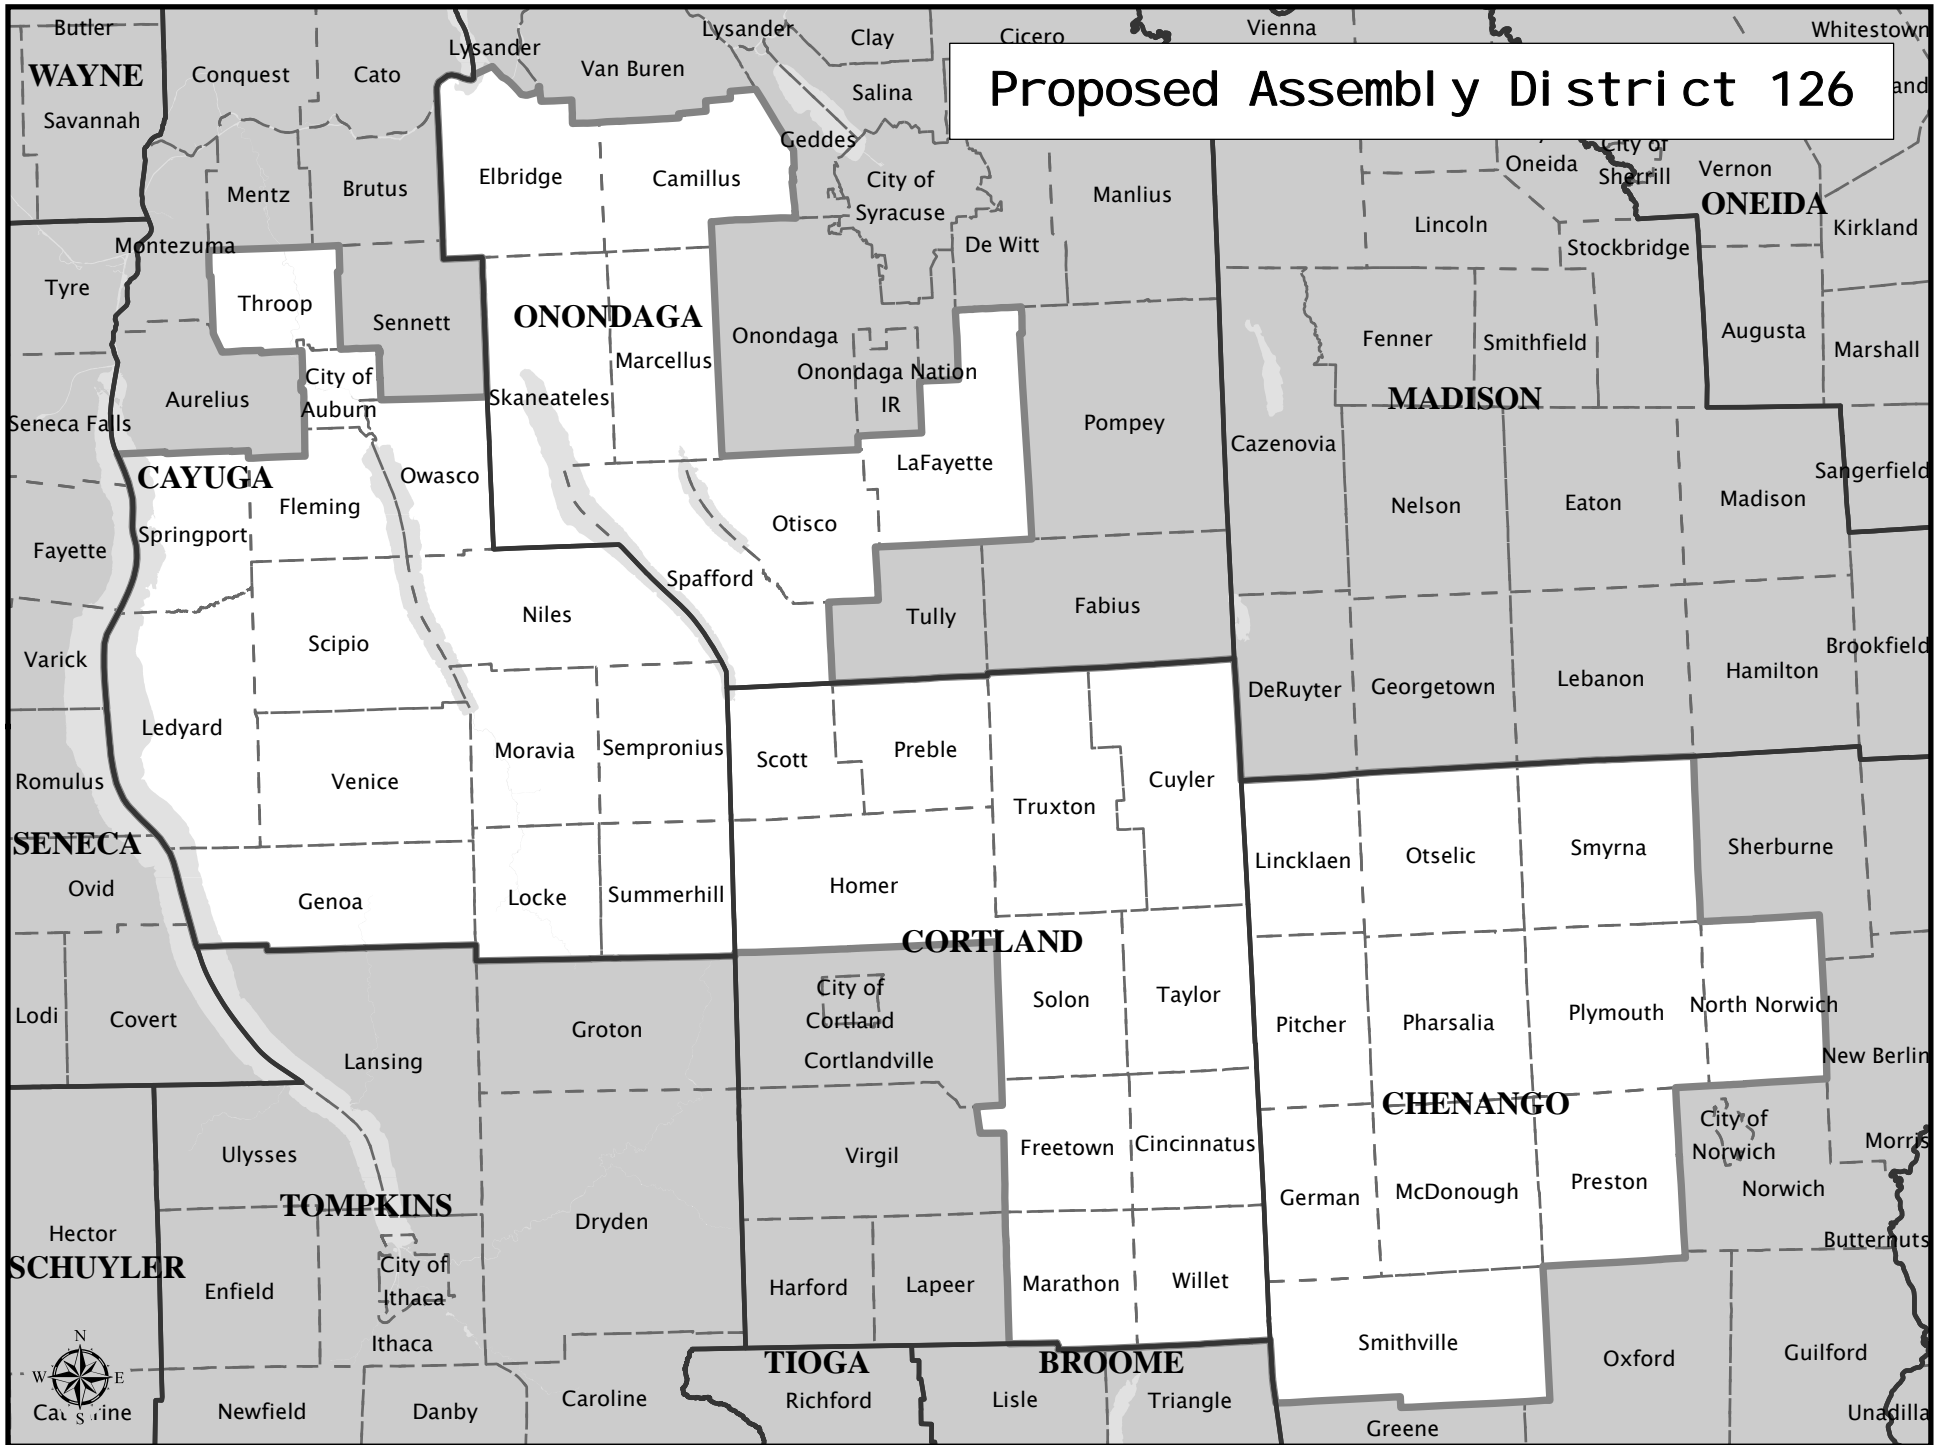 Butler
Lysander
Lysander
Clay
Cicero
Vienna
Whitestown
WAYNE
Conquest
Cato
Van Buren
Salina
Proposed Assembly District 126
Savannah
Geddes
City of
Sherrill
Oneida
Vernon
Mentz
Brutus
Elbridge
Camillus
City of
Syracuse
Manlius
ONEIDA
Montezuma
De Witt
Lincoln
Stockbridge
Kirkland
Tyre
Throop
Sennett
ONONDAGA
Marcellus
Onondaga
Onondaga Nation
IR
Fenner
Smithfield
Augusta
Marshall
Seneca Falls
Aurelius
City of
Auburn
Skaneateles
Pompey
MADISON
Cazenovia
CAYUGA
Fleming
Owasco
LaFayette
Sangerfield
Nelson
Eaton
Madison
Fayette
Springport
Otisco
Spafford
Varick
Scipio
Niles
Tully
Fabius
Brookfield
Ledyard
DeRuyter
Georgetown
Lebanon
Hamilton
Romulus
Venice
Moravia
Sempronius
Scott
Preble
Truxton
Cuyler
SENECA
Ovid
Genoa
Locke
Summerhill
Homer
Lincklaen
Otselic
Smyrna
Sherburne
CORTLAND
Lodi
Covert
Lansing
Groton
City of
Cortland
Cortlandville
Solon
Taylor
Pitcher
Pharsalia
Plymouth
North Norwich
New Berlin
CHENANGO
Ulysses
Virgil
Freetown
Cincinnatus
German
McDonough
Preston
City of
Norwich
Norwich
Morris
TOMPKINS
Hector
SCHUYLER
Enfield
City of
Ithaca
Ithaca
Dryden
Harford
Lapeer
Marathon
Willet
Butternuts
N
W
E
S
Smithville
Oxford
Guilford
TIOGA
BROOME
Newfield
Danby
Caroline
Richford
Lisle
Triangle
Greene
Unadilla